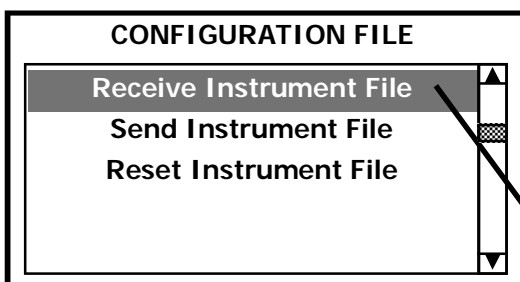 CONFIGURATION FILE
Receive Instrument File
Send Instrument File
Reset Instrument File